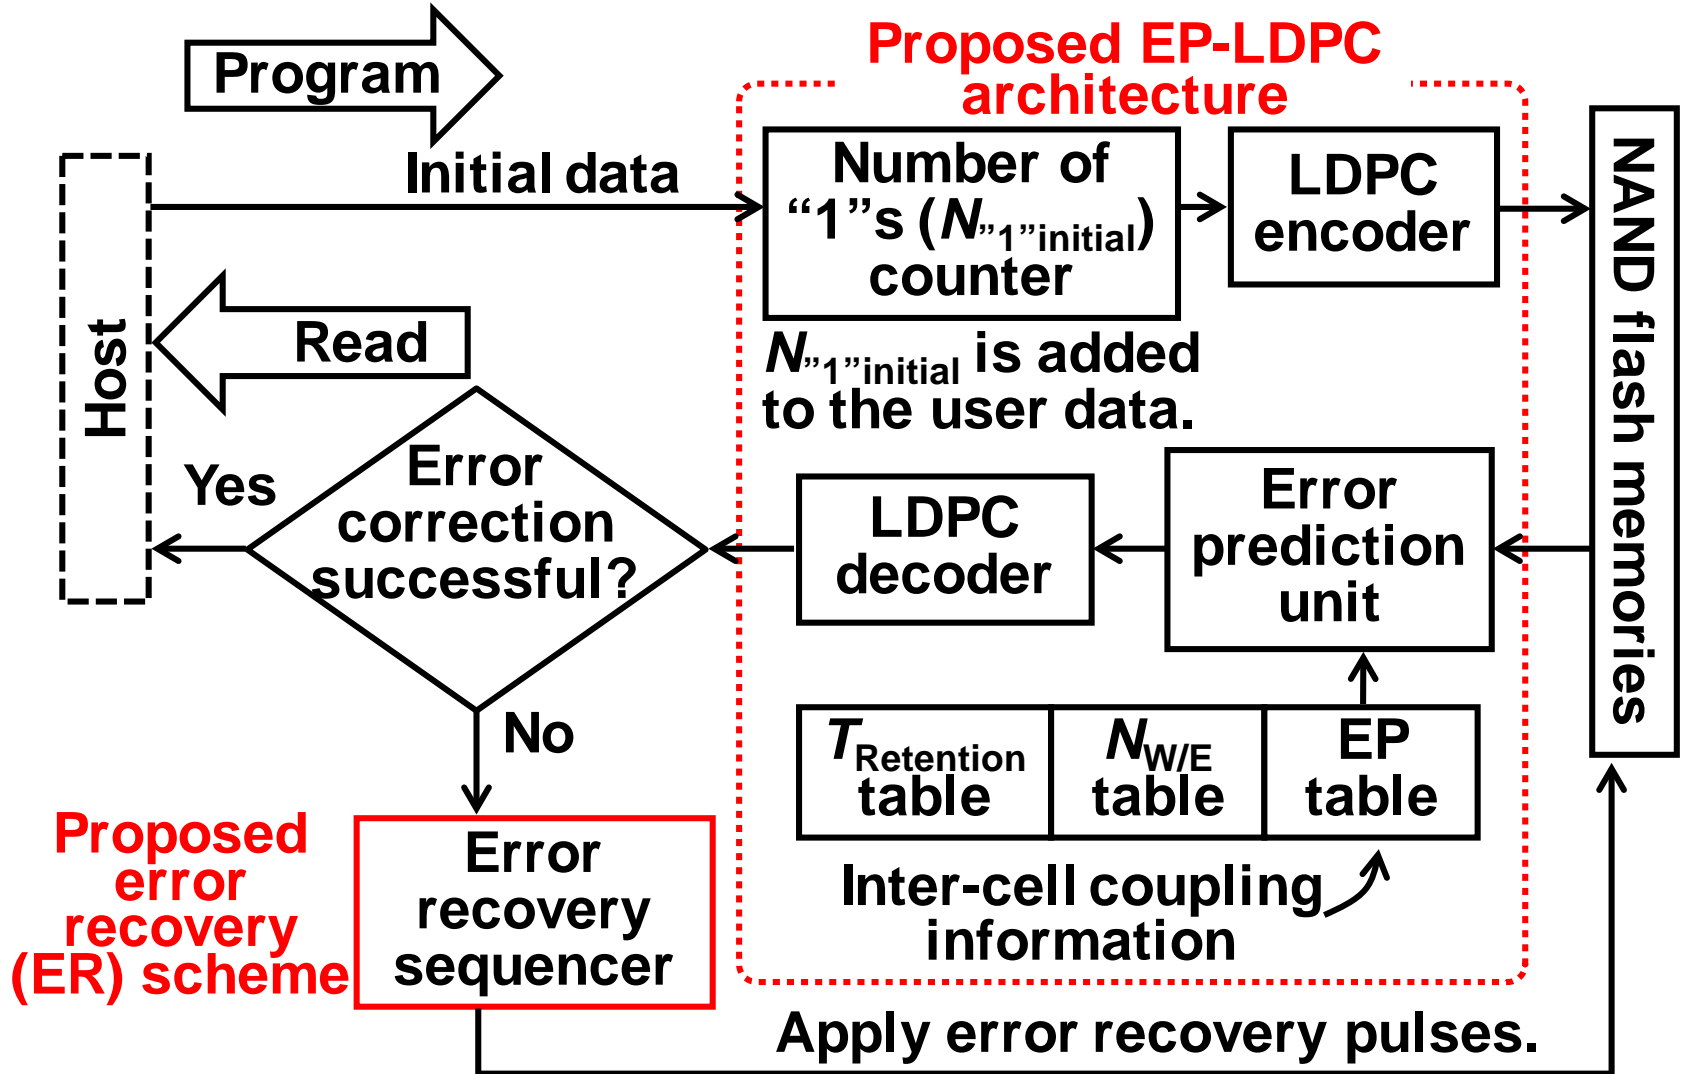 Program
Proposed EP-LDPC
architecture
Initial data
Number of
“1”s (N”1”initial)
counter
LDPC
encoder
NAND flash memories
Host
Read
N”1”initial is added
to the user data.
Yes
Error
correction
successful?
LDPC
decoder
Error
prediction
unit
No
TRetention
table
NW/E
table
EP
table
Inter-cell coupling
information
Proposed
error
recovery
(ER) scheme
Error
recovery
sequencer
Apply error recovery pulses.